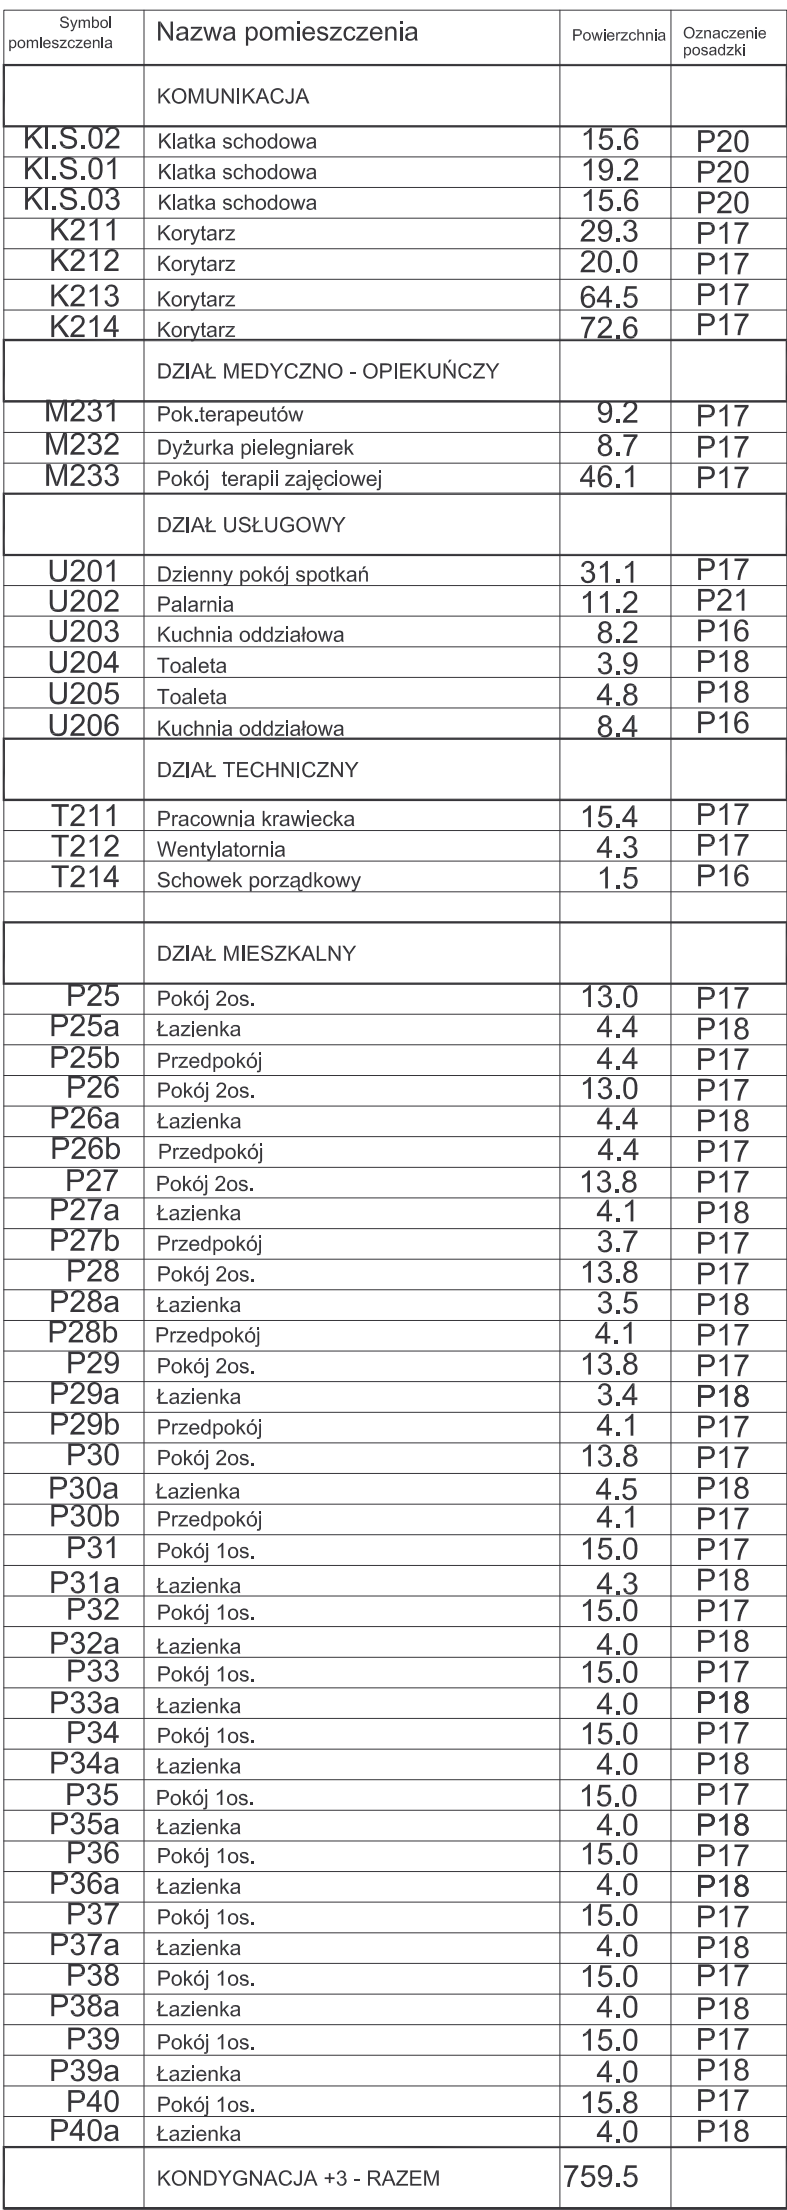 Symbol pomieszczenia Nazwa pomieszczenia Powierzchnia Oznaczenie posadzki
KOMUNIKACJA
Kl.S.02 Klatka schodowa 15.6 P20
Kl.S.01 Klatka schodowa 19.2 P20
Kl.S.03 Klatka schodowa 15.6 P20
K211 Korytarz 29.3 P17
K212 Korytarz 20.0 P17
K213 Korytarz 64.5 P17
K214 Korytarz 72.6 P17
DZIAŁ MEDYCZNO - OPIEKUŃCZY
M231 Pok.terapeutów 9.2 P17
M232 Dyżurka pielegniarek 8.7 P17
M233 Pokój terapii zajęciowej 46.1 P17
DZIAŁ USŁUGOWY
U201 Dzienny pokój spotkań 31.1 P17
U202 Palarnia 11.2 P21
U203 Kuchnia oddziałowa 8.2 P16
U204 Toaleta 3.9 P18
U205 Toaleta 4.8 P18
U206 Kuchnia oddziałowa 8.4 P16
DZIAŁ TECHNICZNY
T211 Pracownia krawiecka 15.4 P17
T212 Wentylatornia 4.3 P17
T214 Schowek porządkowy 1.5 P16
DZIAŁ MIESZKALNY
P25 Pokój 2os. 13.0 P17
P25a Łazienka 4.4 P18
P25b Przedpokój 4.4 P17
P26 Pokój 2os. 13.0 P17
P26a Łazienka 4.4 P18
P26b Przedpokój 4.4 P17
P27 Pokój 2os. 13.8 P17
P27a Łazienka 4.1 P18
P27b Przedpokój 3.7 P17
P28 Pokój 2os. 13.8 P17
P28a Łazienka 3.5 P18
P28b Przedpokój 4.1 P17
P29 Pokój 2os. 13.8 P17
P29a Łazienka 3.4 P18
P29b Przedpokój 4.1 P17
P30 Pokój 2os. 13.8 P17
P30a Łazienka 4.5 P18
P30b Przedpokój 4.1 P17
P31 Pokój 1os. 15.0 P17
P31a Łazienka 4.3 P18
P32 Pokój 1os. 15.0 P17
P32a Łazienka 4.0 P18
P33 Pokój 1os. 15.0 P17
P33a Łazienka 4.0 P18
P34 Pokój 1os. 15.0 P17
P34a Łazienka 4.0 P18
P35 Pokój 1os. 15.0 P17
P35a Łazienka 4.0 P18
P36 Pokój 1os. 15.0 P17
P36a Łazienka 4.0 P18
P37 Pokój 1os. 15.0 P17
P37a Łazienka 4.0 P18
P38 Pokój 1os. 15.0 P17
P38a Łazienka 4.0 P18
P39 Pokój 1os. 15.0 P17
P39a Łazienka 4.0 P18
P40 Pokój 1os. 15.8 P17
P40a Łazienka 4.0 P18
KONDYGNACJA +3 - RAZEM 759.5